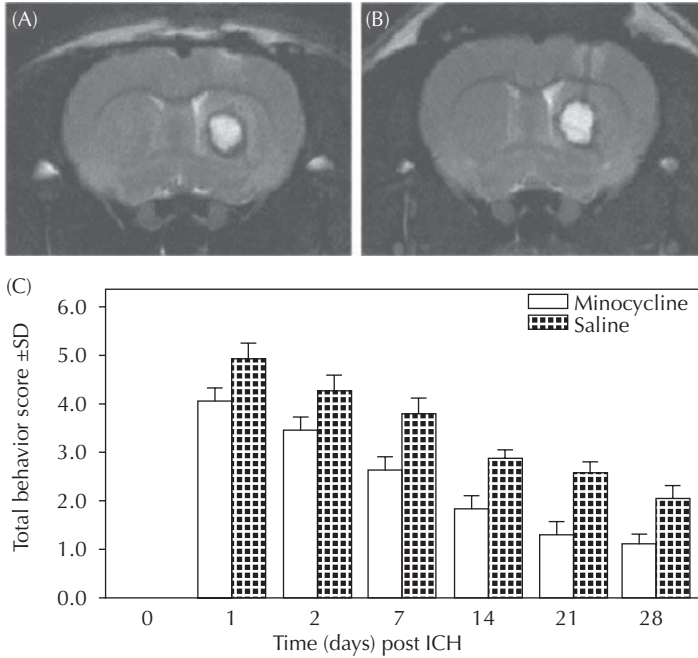 (A)
(B)
(C)
Total behavior score ±SD
6.0
5.0
4.0
3.0
2.0
1.0
0.0
Minocycline
Saline
0 1 2 7 14 21 28
Time (days) post ICH